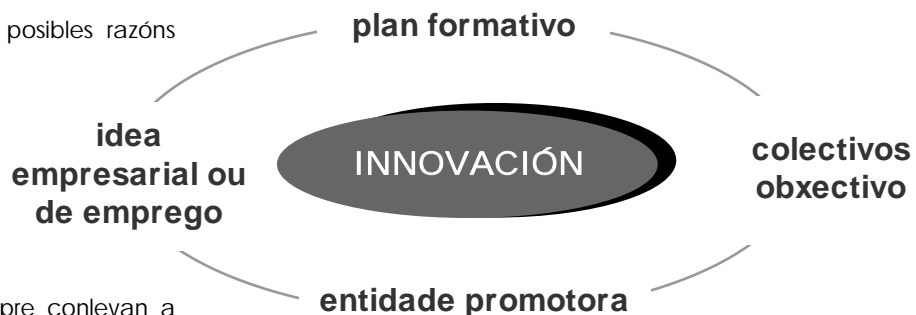 posibles razóns
plan formativo
idea
empresarial ou
de emprego
INNOVACIÓN
colectivos
obxectivo
entidade promotora
pre conlevan a